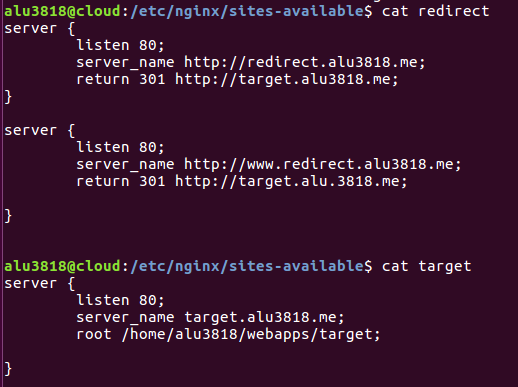 alu3818@cloud:/etc/nginx/sites-available$ cat redirect
server {
        listen 80;
        server_name http://redirect.alu3818.me;
        return 301 http://target.alu3818.me;
}
server {
        listen 80;
        server_name http://www.redirect.alu3818.me;
        return 301 http://target.alu.3818.me;
}
alu3818@cloud:/etc/nginx/sites-available$ cat target
server {
        listen 80;
        server_name target.alu3818.me;
        root /home/alu3818/webapps/target;
}